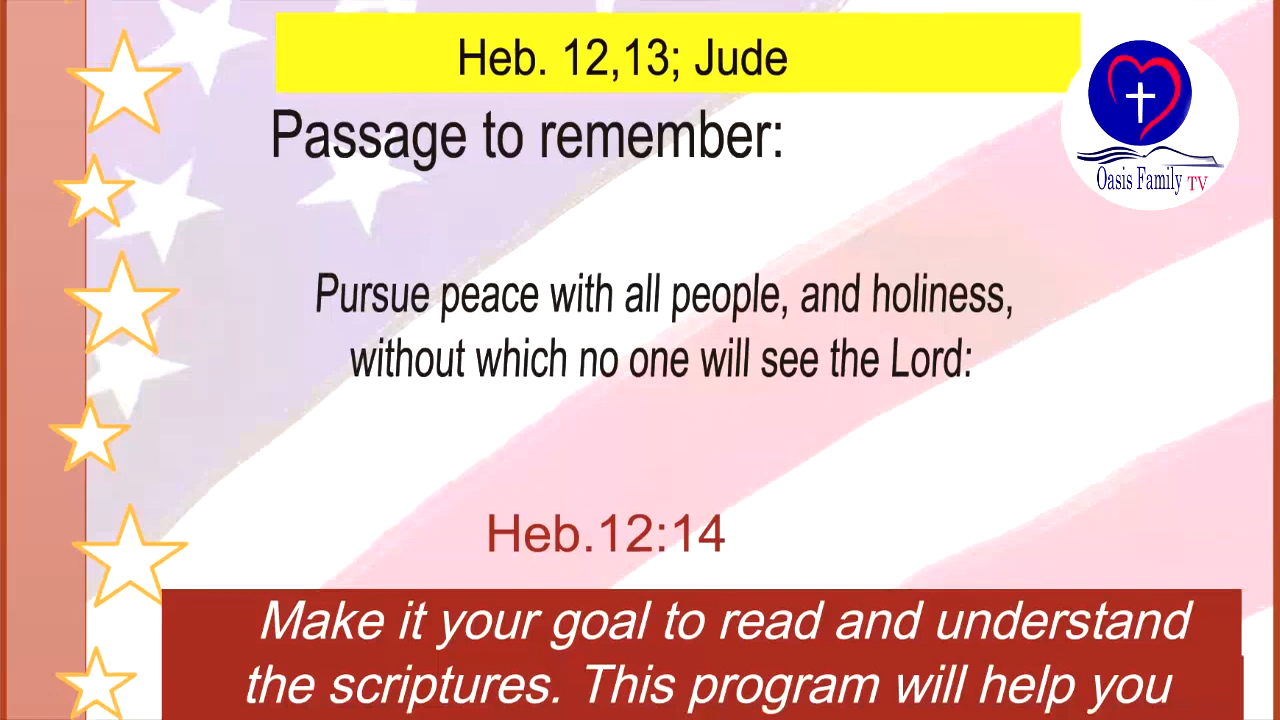 Heb. 12,13; Jude
Passage to remember:
Oasis Family TV
Pursue peace with all people, and holiness,
without which no one will see the Lord:
Heb.12:14
Make it your goal to read and understand
the scriptures. This program will help you